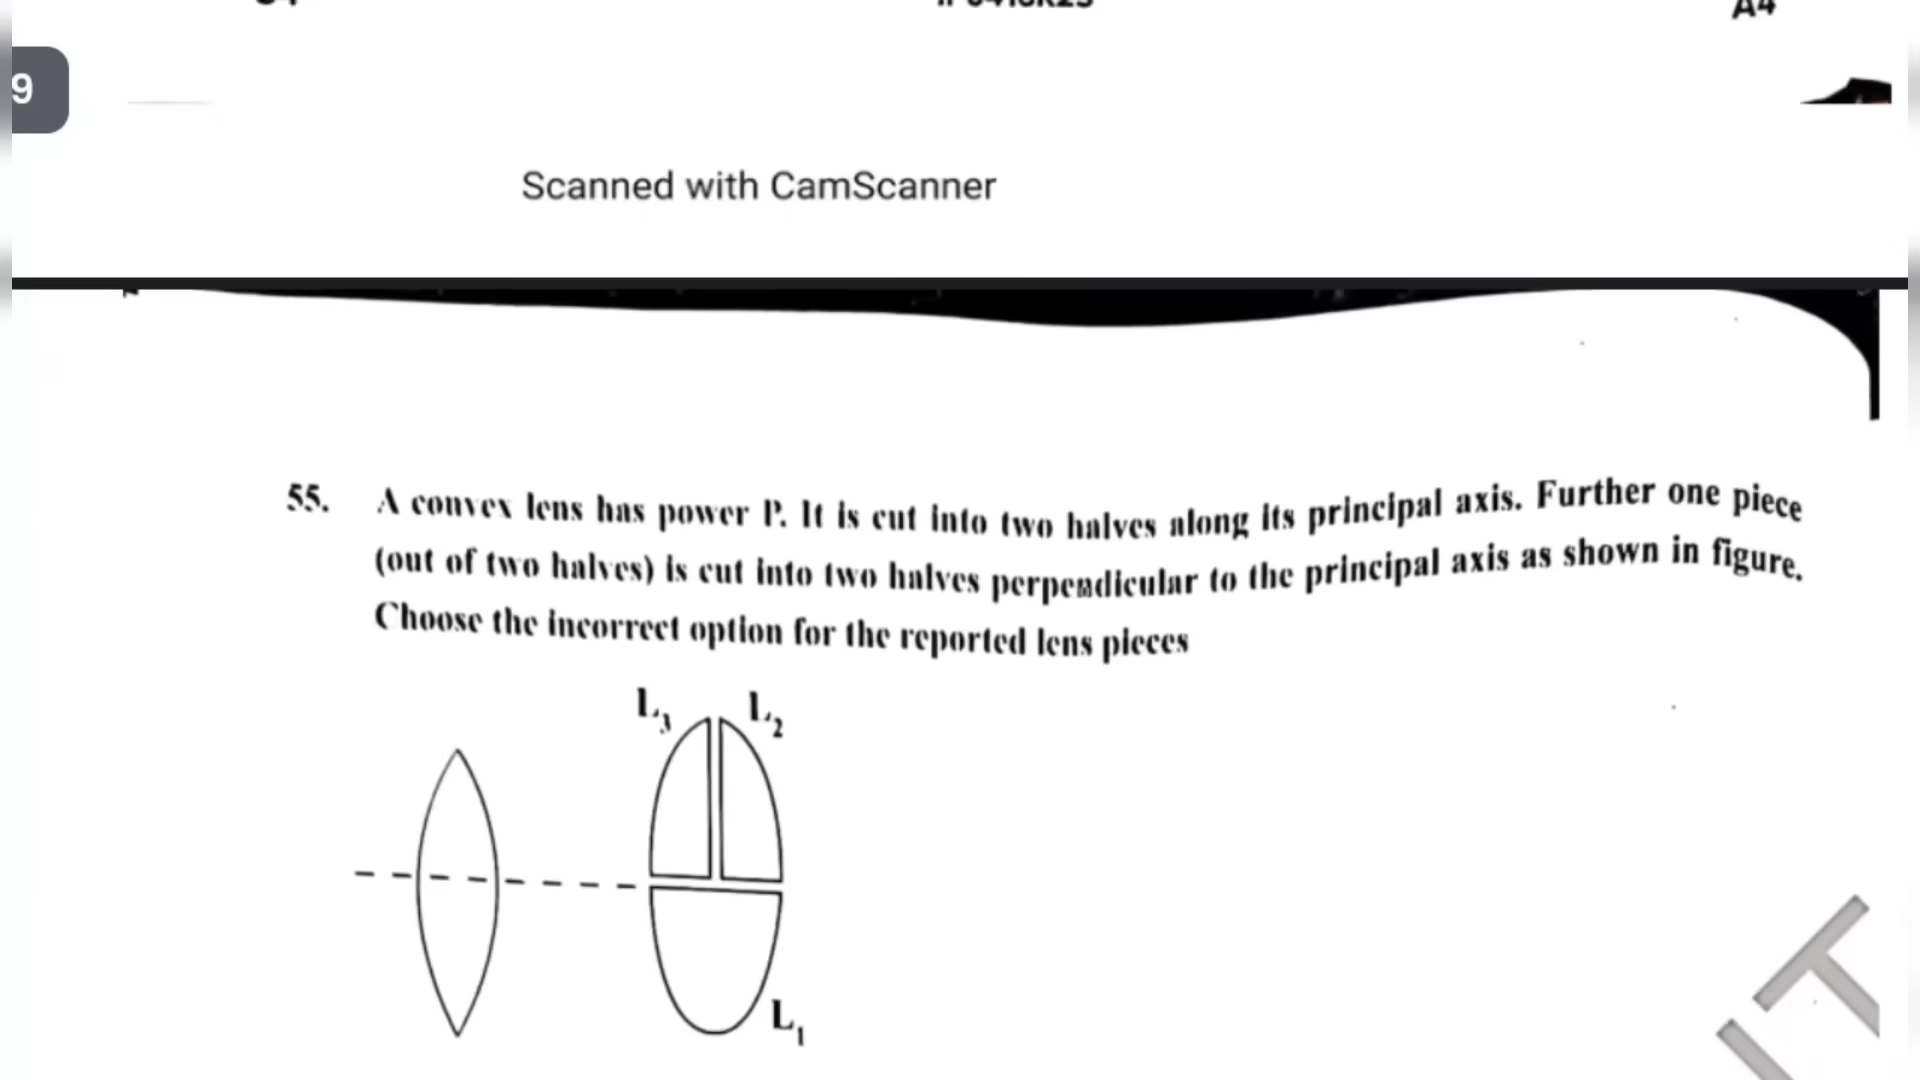 A4
9
Scanned with CamScanner
55. A convex lens has power P. It is cut into two halves along its principal axis. Further one piece
(out of two halves) is cut into two halves perpendicular to the principal axis as shown in figure.
Choose the incorrect option for the reported lens pieces
L₃ L₂
L₁